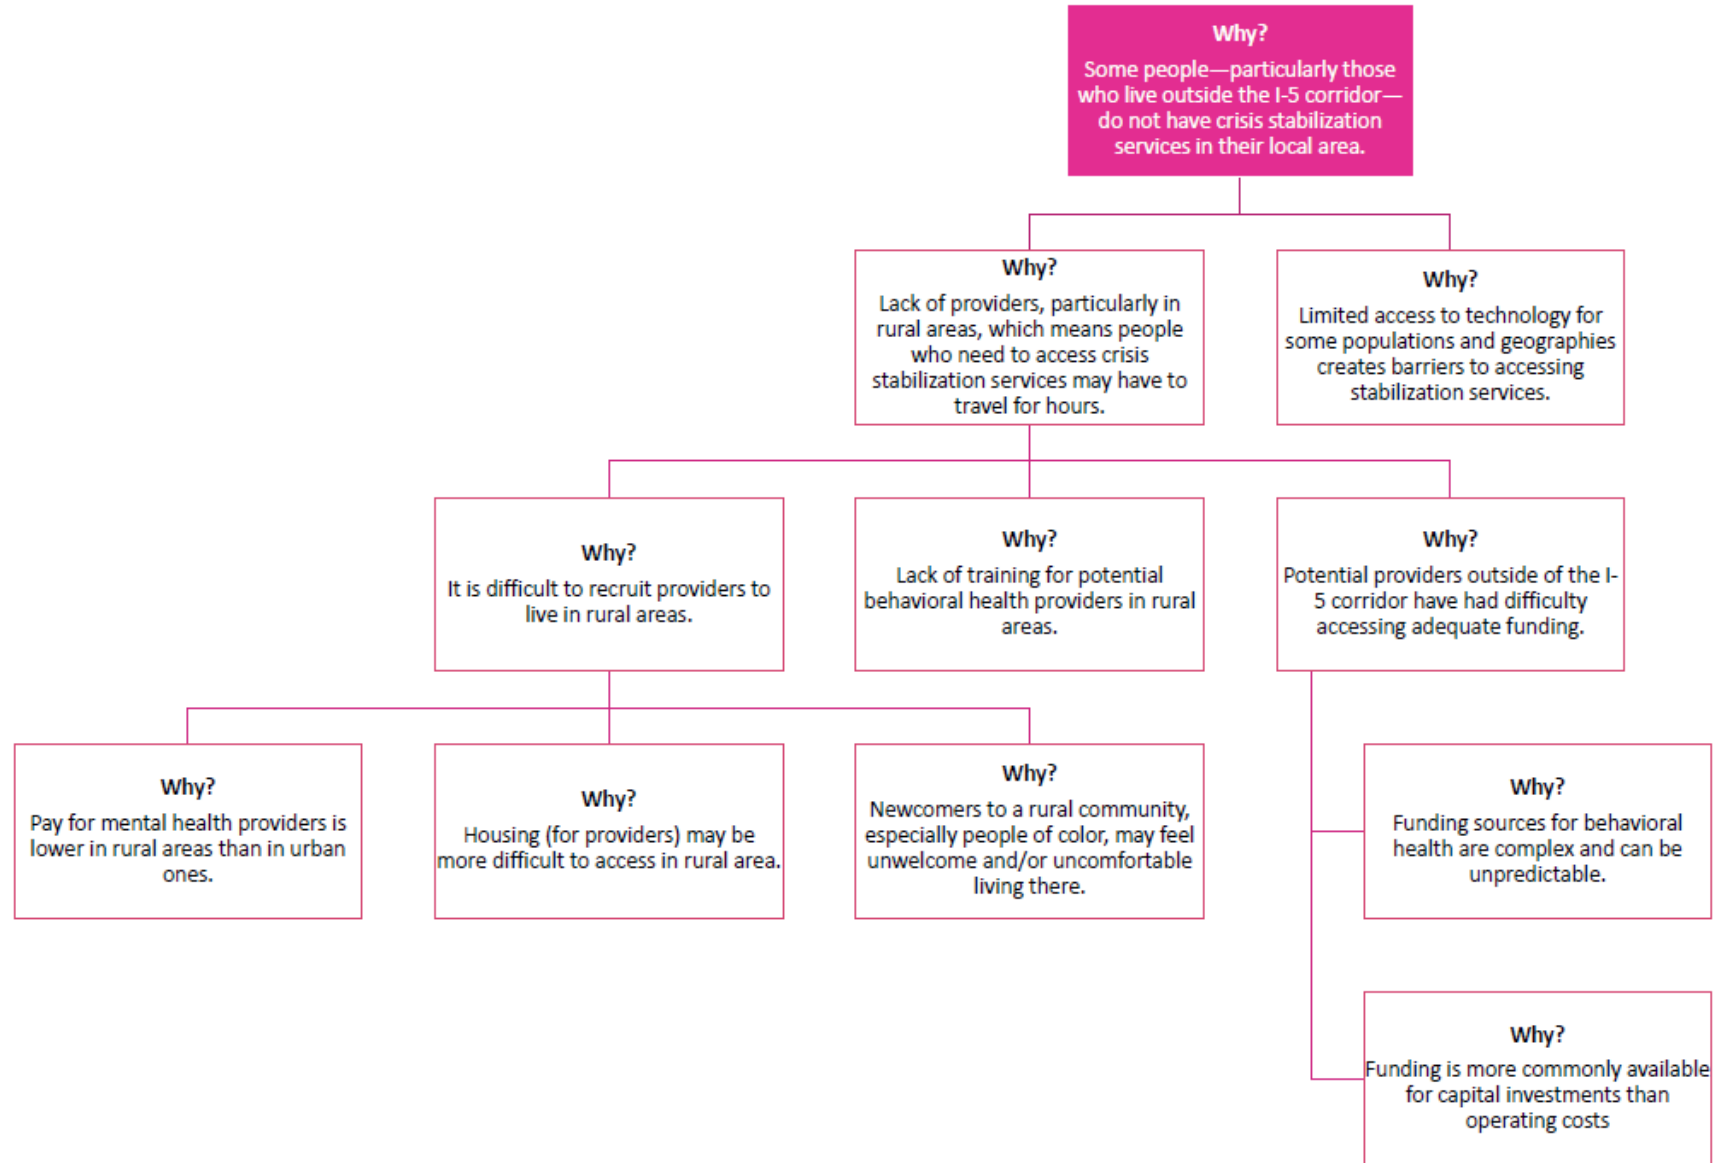 Why?
Some people—particularly those
who live outside the I-5 corridor—
do not have crisis stabilization
services in their local area.
Why?
Lack of providers, particularly in
rural areas, which means people
who need to access crisis
stabilization services may have to
travel for hours.
Why?
Limited access to technology for
some populations and geographies
creates barriers to accessing
stabilization services.
Why?
It is difficult to recruit providers to
live in rural areas.
Why?
Lack of training for potential
behavioral health providers in rural
areas.
Why?
Potential providers outside of the I-
5 corridor have had difficulty
accessing adequate funding.
Why?
Pay for mental health providers is
lower in rural areas than in urban
ones.
Why?
Housing (for providers) may be
more difficult to access in rural area.
Why?
Newcomers to a rural community,
especially people of color, may feel
unwelcome and/or uncomfortable
living there.
Why?
Funding sources for behavioral
health are complex and can be
unpredictable.
Why?
Funding is more commonly available
for capital investments than
operating costs